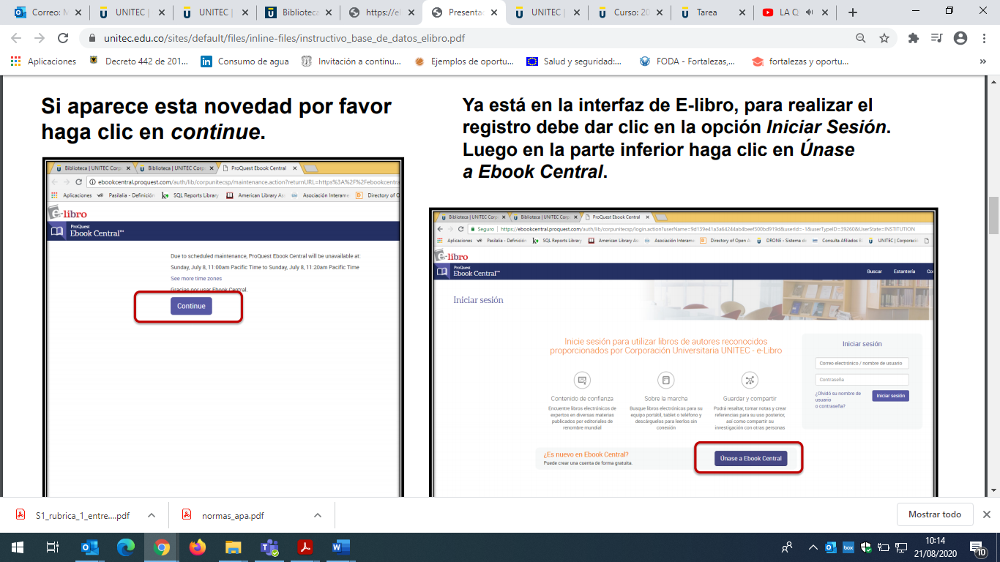 Correo: M
UNITEC |
UNITEC |
Biblioteca
https://el
Presentac
UNITEC |
Curso: 20
Tarea
LA Q
unitec.edu.co/sites/default/files/inline-files/instructivo_base_de_datos_elibro.pdf
Aplicaciones
Decreto 442 de 201...
Consumo de agua
Invitación a continu...
Ejemplos de oportu...
Salud y seguridad:...
FODA - Fortalezas,...
fortalezas y oportu...
»
Si aparece esta novedad por favor
haga clic en continue.
Biblioteca | UNITEC Corp
Biblioteca | UNITEC Corp
ProQuest Ebook Central
ebookcentral.proquest.com/auth/lib/corpunitecsp/maintenance.action?returnURL=https%3A%2F%2Febookcentra
Aplicaciones
Pasilalia - Definición
SQL Reports Library
American Library Ass
Asociación Interame
Directory of O
e-libro
ProQuest
Ebook Central™
Due to scheduled maintenance, ProQuest Ebook Central will be unavailable at:
Sunday, July 8, 11:00am Pacific Time to Sunday, July 8, 11:20am Pacific Time
See more time zones
Gracias por usar Ebook Central.
Continue
Ya está en la interfaz de E-libro, para realizar el
registro debe dar clic en la opción Iniciar Sesión.
Luego en la parte inferior haga clic en Únase
a Ebook Central.
Biblioteca | UNITEC Corp
Biblioteca | UNITEC Corp
ProQuest Ebook Central
Seguro
https://ebookcentral.proquest.com/auth/lib/corpunitecsp/login.action?userName=9d139e41a3a64244ab4beef300bd919d&userId=-1&userTypeID=39260&UserState=INSTITUTION
Aplicaciones
Pasilalia - Definición
SQL Reports Library
American Library Ass
Asociación Interame
Directory of Open A
DRONE - Sistema de
Consulta Afiliados B
UNITEC | Corporació
e-libro
ProQuest
Ebook Central™
Buscar
Estantería
Co
Iniciar sesión
Inicie sesión para utilizar libros de autores reconocidos
proporcionados por Corporación Universitaria UNITEC - e-Libro
Contenido de confianza
Encuentre libros electrónicos de
expertos en diversas materias
publicados por editoriales de
renombre mundial
Sobre la marcha
Busque libros electrónicos para su
equipo portátil, tablet o teléfono y
descárguelos para leerlos sin
conexión
Guardar y compartir
Podrá resaltar, tomar notas y crear
referencias para su uso posterior,
así como compartir su
investigación con otras personas
Iniciar sesión
Correo electrónico / nombre de usuario
Contraseña
¿Olvidó su nombre de
usuario
o contraseña?
Iniciar sesión
¿Es nuevo en Ebook Central?
Puede crear una cuenta de forma gratuita.
Únase a Ebook Central
S1_rubrica_1_entre....pdf
normas_apa.pdf
Mostrar todo
box
10:14
21/08/2020
10